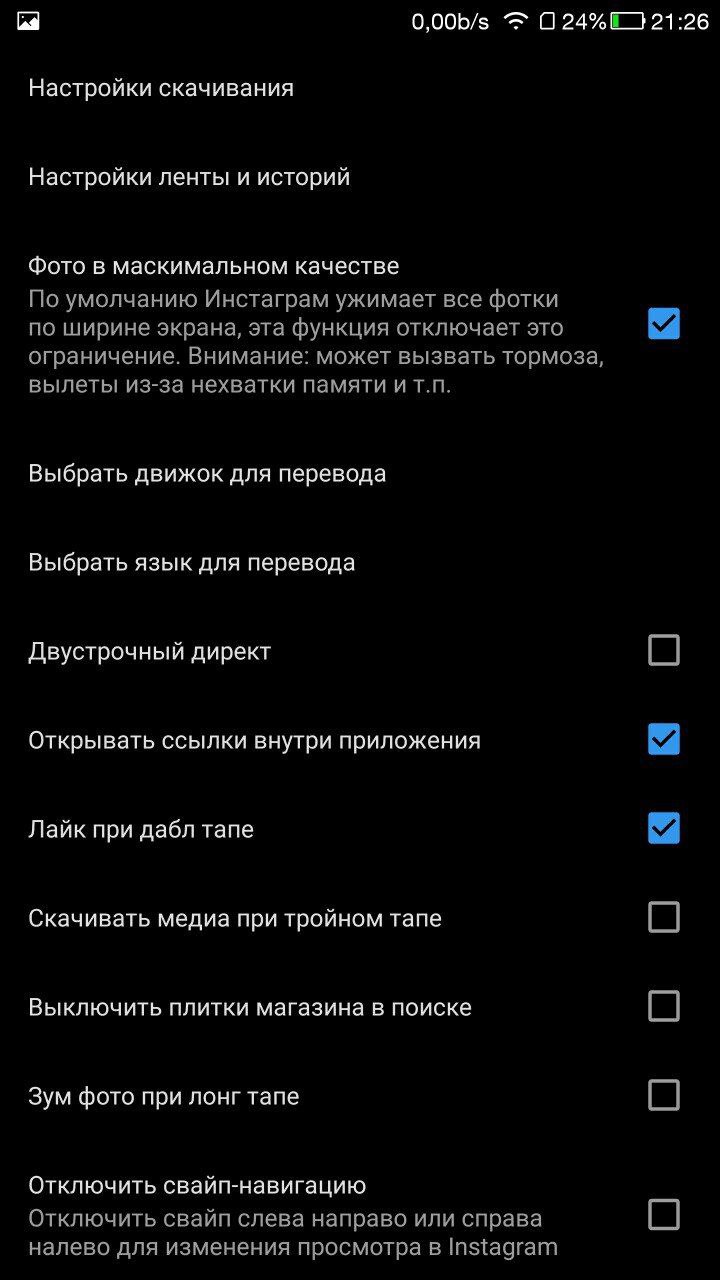 0,00b/s 24% 21:26
Настройки скачивания
Настройки ленты и историй
Фото в маскимальном качестве
По умолчанию Инстаграм ужимает все фотки
по ширине экрана, эта функция отключает это
ограничение. Внимание: может вызвать тормоза,
вылеты из-за нехватки памяти и т.п.
Выбрать движок для перевода
Выбрать язык для перевода
Двустрочный директ
Открывать ссылки внутри приложения
Лайк при дабл тапе
Скачивать медиа при тройном тапе
Выключить плитки магазина в поиске
Зум фото при лонг тапе
Отключить свайп-навигацию
Отключить свайп слева направо или справа
налево для изменения просмотра в Instagram